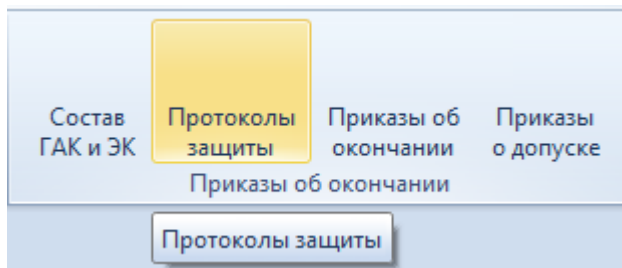 Состав Протоколы Приказы об Приказы
ГАК и ЭК защиты окончании о допуске
Приказы об окончании
Протоколы защиты